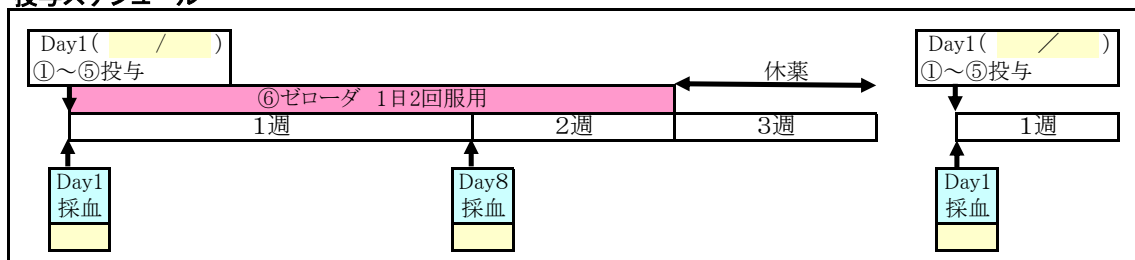 投与スケジュール
Day1(　/　)
①～⑤投与
Day1(　／　)
①～⑤投与
休薬
⑥ゼローダ 1日2回服用
1週
2週
3週
1週
Day1
採血
Day8
採血
Day1
採血